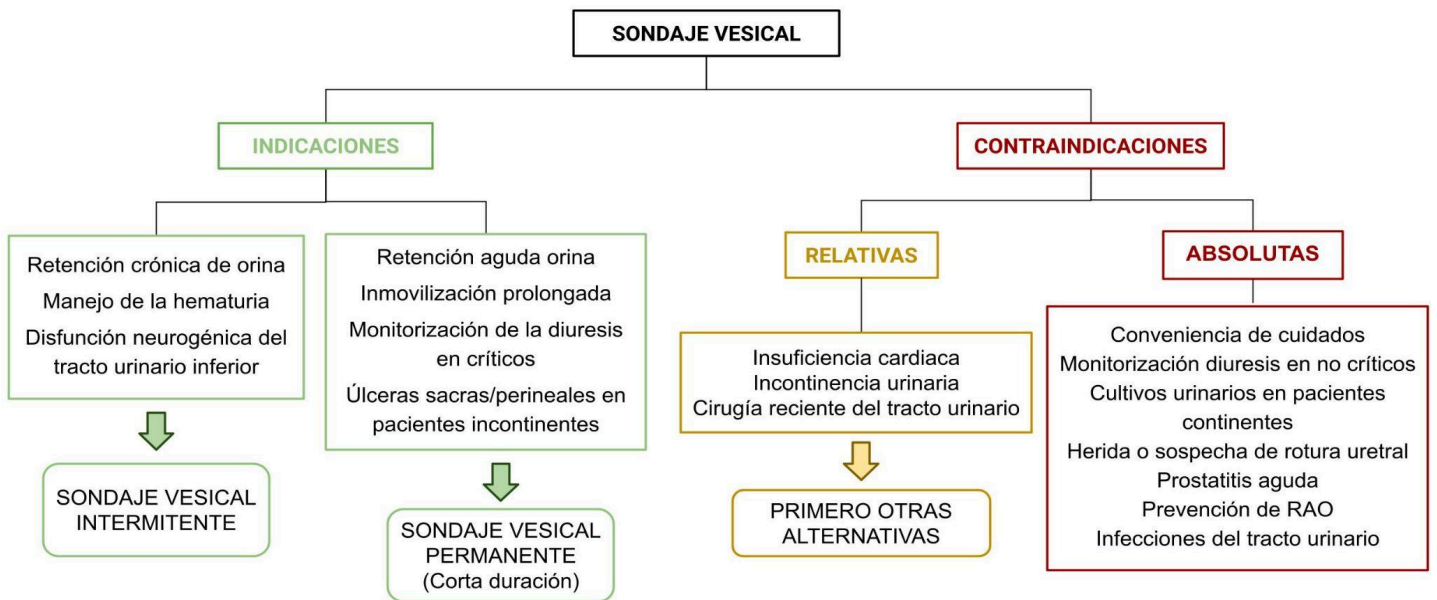 SONDAJE VESICAL
INDICACIONES
Retención crónica de orina
Manejo de la hematuria
Disfunción neurogénica del
tracto urinario inferior
SONDAJE VESICAL
INTERMITENTE
Retención aguda orina
Inmovilización prolongada
Monitorización de la diuresis
en críticos
Úlceras sacras/perineales en
pacientes incontinentes
SONDAJE VESICAL
PERMANENTE
(Corta duración)
CONTRAINDICACIONES
RELATIVAS
Insuficiencia cardiaca
Incontinencia urinaria
Cirugía reciente del tracto urinario
PRIMERO OTRAS
ALTERNATIVAS
ABSOLUTAS
Conveniencia de cuidados
Monitorización diuresis en no críticos
Cultivos urinarios en pacientes
continentes
Herida o sospecha de rotura uretral
Prostatitis aguda
Prevención de RAO
Infecciones del tracto urinario